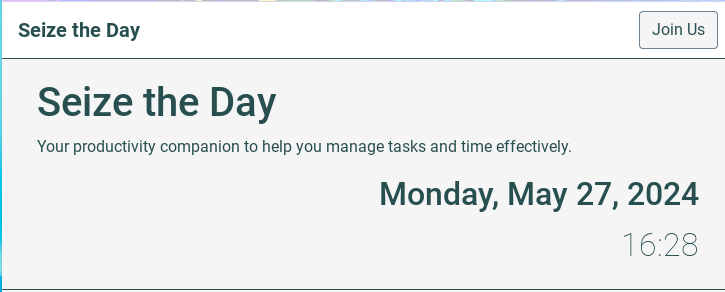 Seize the Day
Join Us
Seize the Day
Your productivity companion to help you manage tasks and time effectively.
Monday, May 27, 2024
16:28